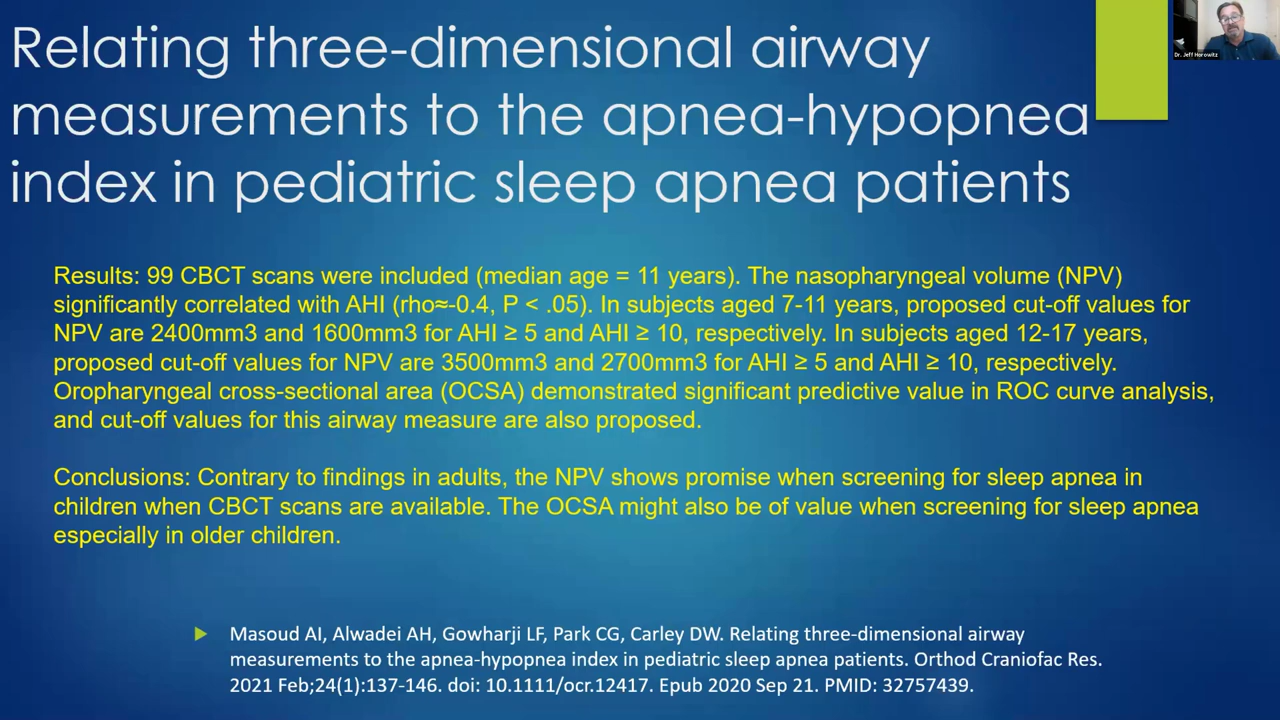 Relating three-dimensional airway
measurements to the apnea-hypopnea
index in pediatric sleep apnea patients
Dr. Jeff Horowitz
Results: 99 CBCT scans were included (median age = 11 years). The nasopharyngeal volume (NPV)
significantly correlated with AHI (rho≈-0.4, P < .05). In subjects aged 7-11 years, proposed cut-off values for
NPV are 2400mm3 and 1600mm3 for AHI ≥ 5 and AHI ≥ 10, respectively. In subjects aged 12-17 years,
proposed cut-off values for NPV are 3500mm3 and 2700mm3 for AHI ≥ 5 and AHI ≥ 10, respectively.
Oropharyngeal cross-sectional area (OCSA) demonstrated significant predictive value in ROC curve analysis,
and cut-off values for this airway measure are also proposed.
Conclusions: Contrary to findings in adults, the NPV shows promise when screening for sleep apnea in
children when CBCT scans are available. The OCSA might also be of value when screening for sleep apnea
especially in older children.
Masoud AI, Alwadei AH, Gowharji LF, Park CG, Carley DW. Relating three-dimensional airway
measurements to the apnea-hypopnea index in pediatric sleep apnea patients. Orthod Craniofac Res.
2021 Feb;24(1):137-146. doi: 10.1111/ocr.12417. Epub 2020 Sep 21. PMID: 32757439.